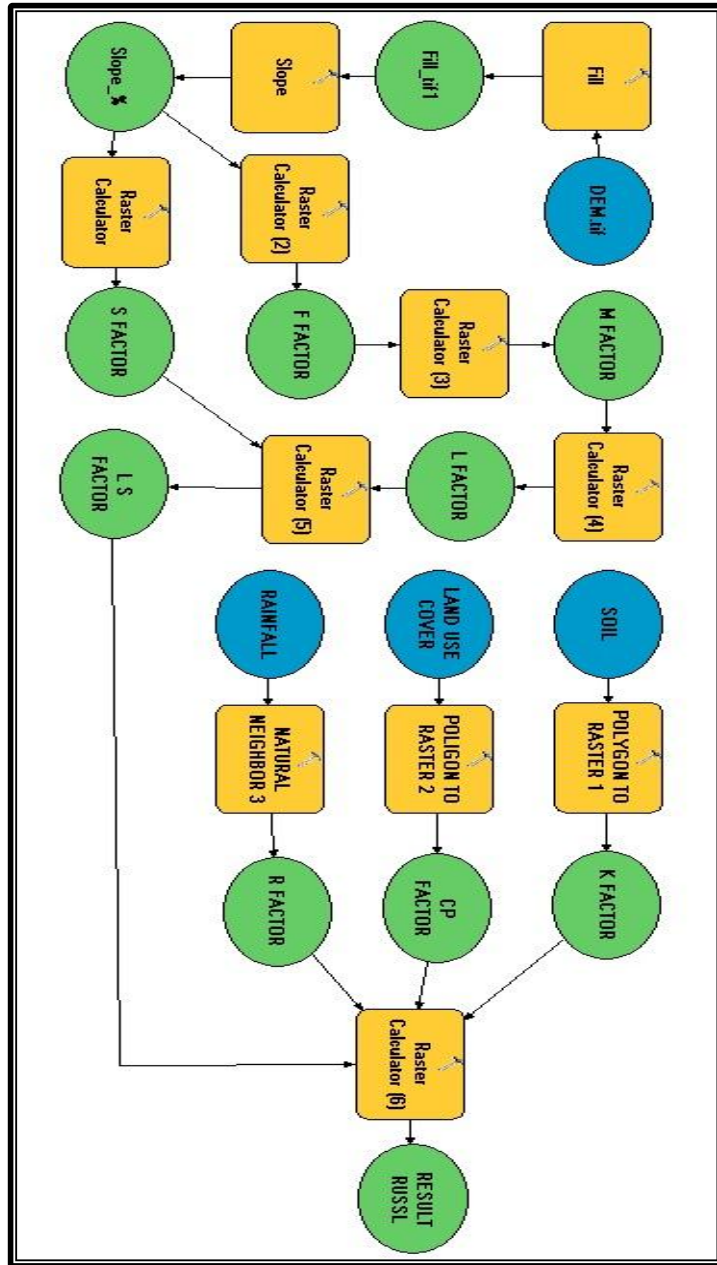 DEM.tif
Fill
Fill_tif1
Slope
Slope_%
Raster
Calculator
S FACTOR
Raster
Calculator (2)
F FACTOR
Raster
Calculator (3)
M FACTOR
Raster
Calculator (4)
L FACTOR
Raster
Calculator (5)
L S
FACTOR
SOIL
POLYGON TO
RASTER 1
K FACTOR
LAND USE
COVER
POLIGON TO
RASTER 2
CP
FACTOR
RAINFALL
NATURAL
NEIGHBOR 3
R FACTOR
Raster
Calculator (6)
RESULT
RUSSL